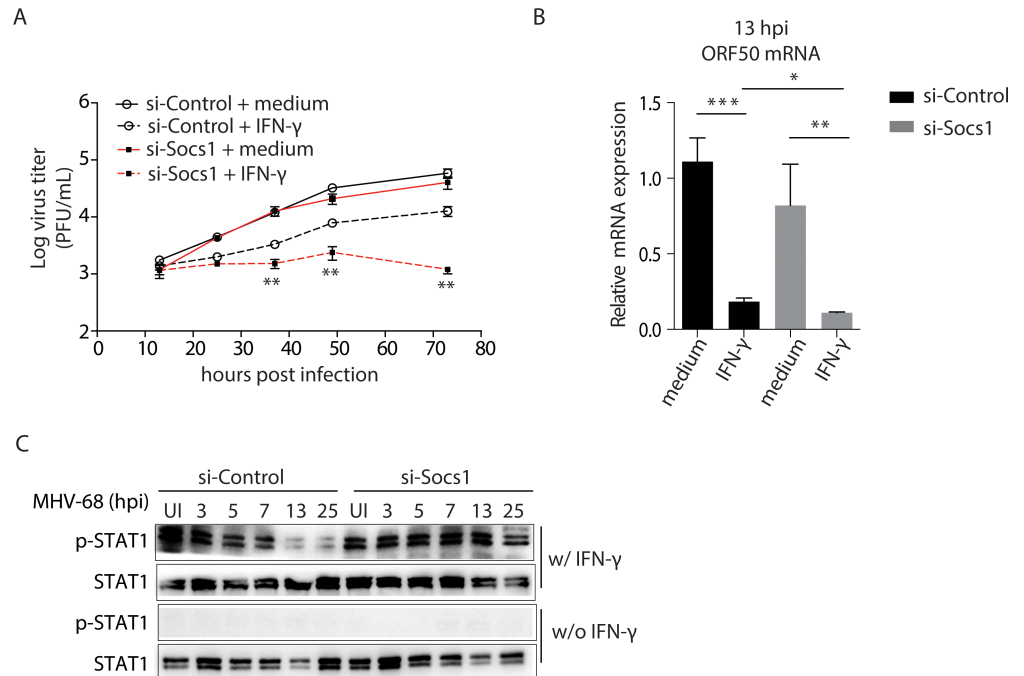 A
si-Control + medium
si-Control + IFN-γ
si-Socs1 + medium
si-Socs1 + IFN-γ
Log virus titer
(PFU/mL)
6
5
4
3
2
** ** **
0 10 20 30 40 50 60 70 80
hours post infection
B
13 hpi
ORF50 mRNA
*
***
**
si-Control
si-Socs1
Relative mRNA expression
1.5
1.0
0.5
0.0
medium IFN-γ medium IFN-γ
C
si-Control si-Socs1
MHV-68 (hpi) UI 3 5 7 13 25 UI 3 5 7 13 25
p-STAT1
STAT1
w/ IFN-γ
p-STAT1
STAT1
w/o IFN-γ